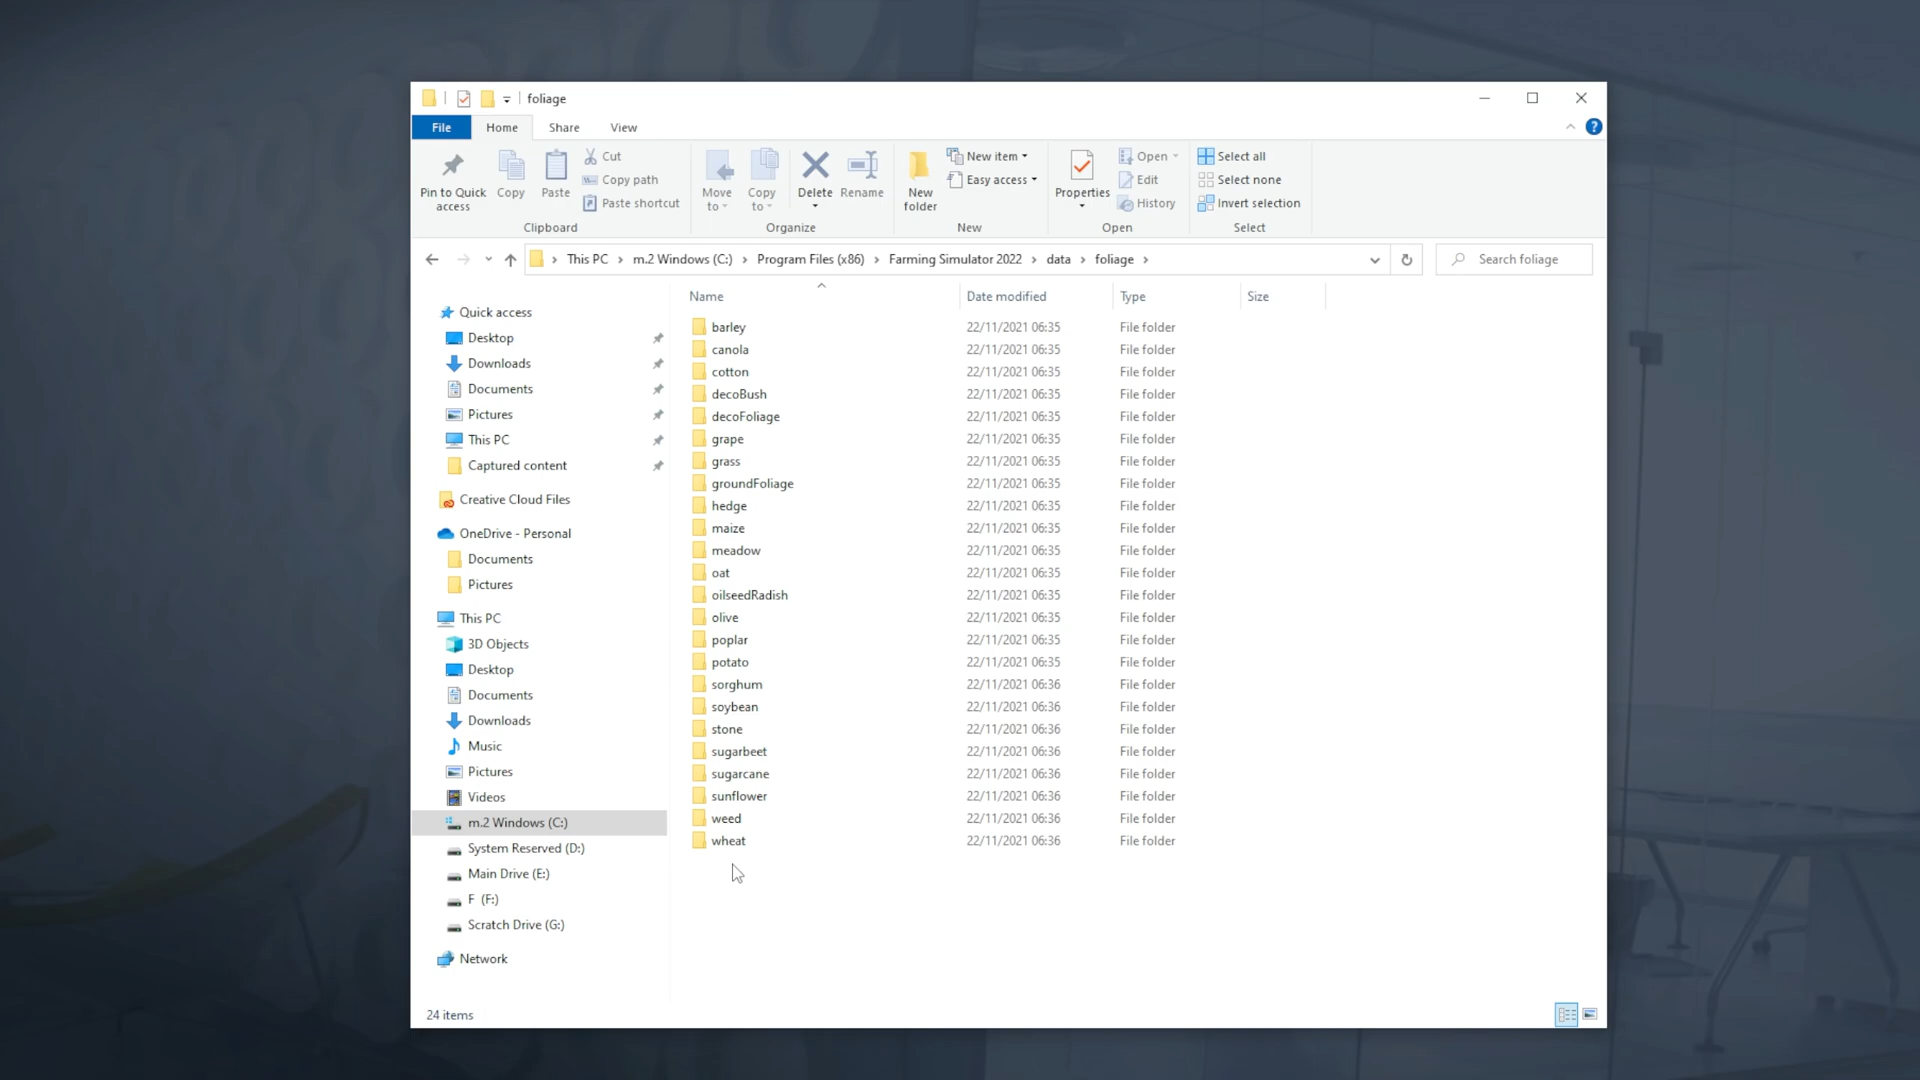 foliage
File
Home
Share
View
Pin to Quick
access
Copy
Paste
Cut
Copy path
Paste shortcut
Clipboard
Move
to
Copy
to
Delete
Rename
Organize
New
folder
New item
Easy access
New
Properties
Open
Edit
History
Open
Select all
Select none
Invert selection
Select
This PC
m.2 Windows (C:)
Program Files (x86)
Farming Simulator 2022
data
foliage
Search foliage
Quick access
Desktop
Downloads
Documents
Pictures
This PC
Captured content
Creative Cloud Files
OneDrive - Personal
Documents
Pictures
This PC
3D Objects
Desktop
Documents
Downloads
Music
Pictures
Videos
m.2 Windows (C:)
System Reserved (D:)
Main Drive (E:)
F (F:)
Scratch Drive (G:)
Network
Name Date modified Type Size
barley 22/11/2021 06:35 File folder
canola 22/11/2021 06:35 File folder
cotton 22/11/2021 06:35 File folder
decoBush 22/11/2021 06:35 File folder
decoFoliage 22/11/2021 06:35 File folder
grape 22/11/2021 06:35 File folder
grass 22/11/2021 06:35 File folder
groundFoliage 22/11/2021 06:35 File folder
hedge 22/11/2021 06:35 File folder
maize 22/11/2021 06:35 File folder
meadow 22/11/2021 06:35 File folder
oat 22/11/2021 06:35 File folder
oilseedRadish 22/11/2021 06:35 File folder
olive 22/11/2021 06:35 File folder
poplar 22/11/2021 06:35 File folder
potato 22/11/2021 06:35 File folder
sorghum 22/11/2021 06:36 File folder
soybean 22/11/2021 06:36 File folder
stone 22/11/2021 06:36 File folder
sugarbeet 22/11/2021 06:36 File folder
sugarcane 22/11/2021 06:36 File folder
sunflower 22/11/2021 06:36 File folder
weed 22/11/2021 06:36 File folder
wheat 22/11/2021 06:36 File folder
24 items